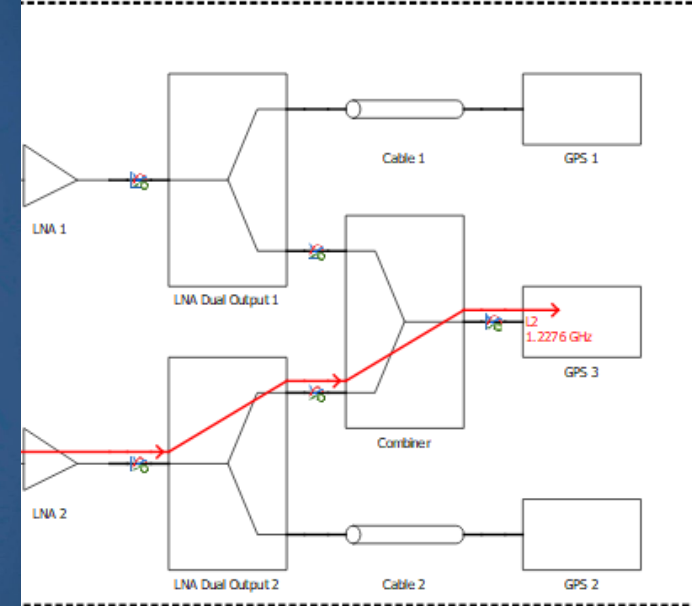 Cable 1
GPS 1
LNA 1
LNA Dual Output 1
L2
1.2276 GHz
GPS 3
Combiner
LNA 2
LNA Dual Output 2
Cable 2
GPS 2